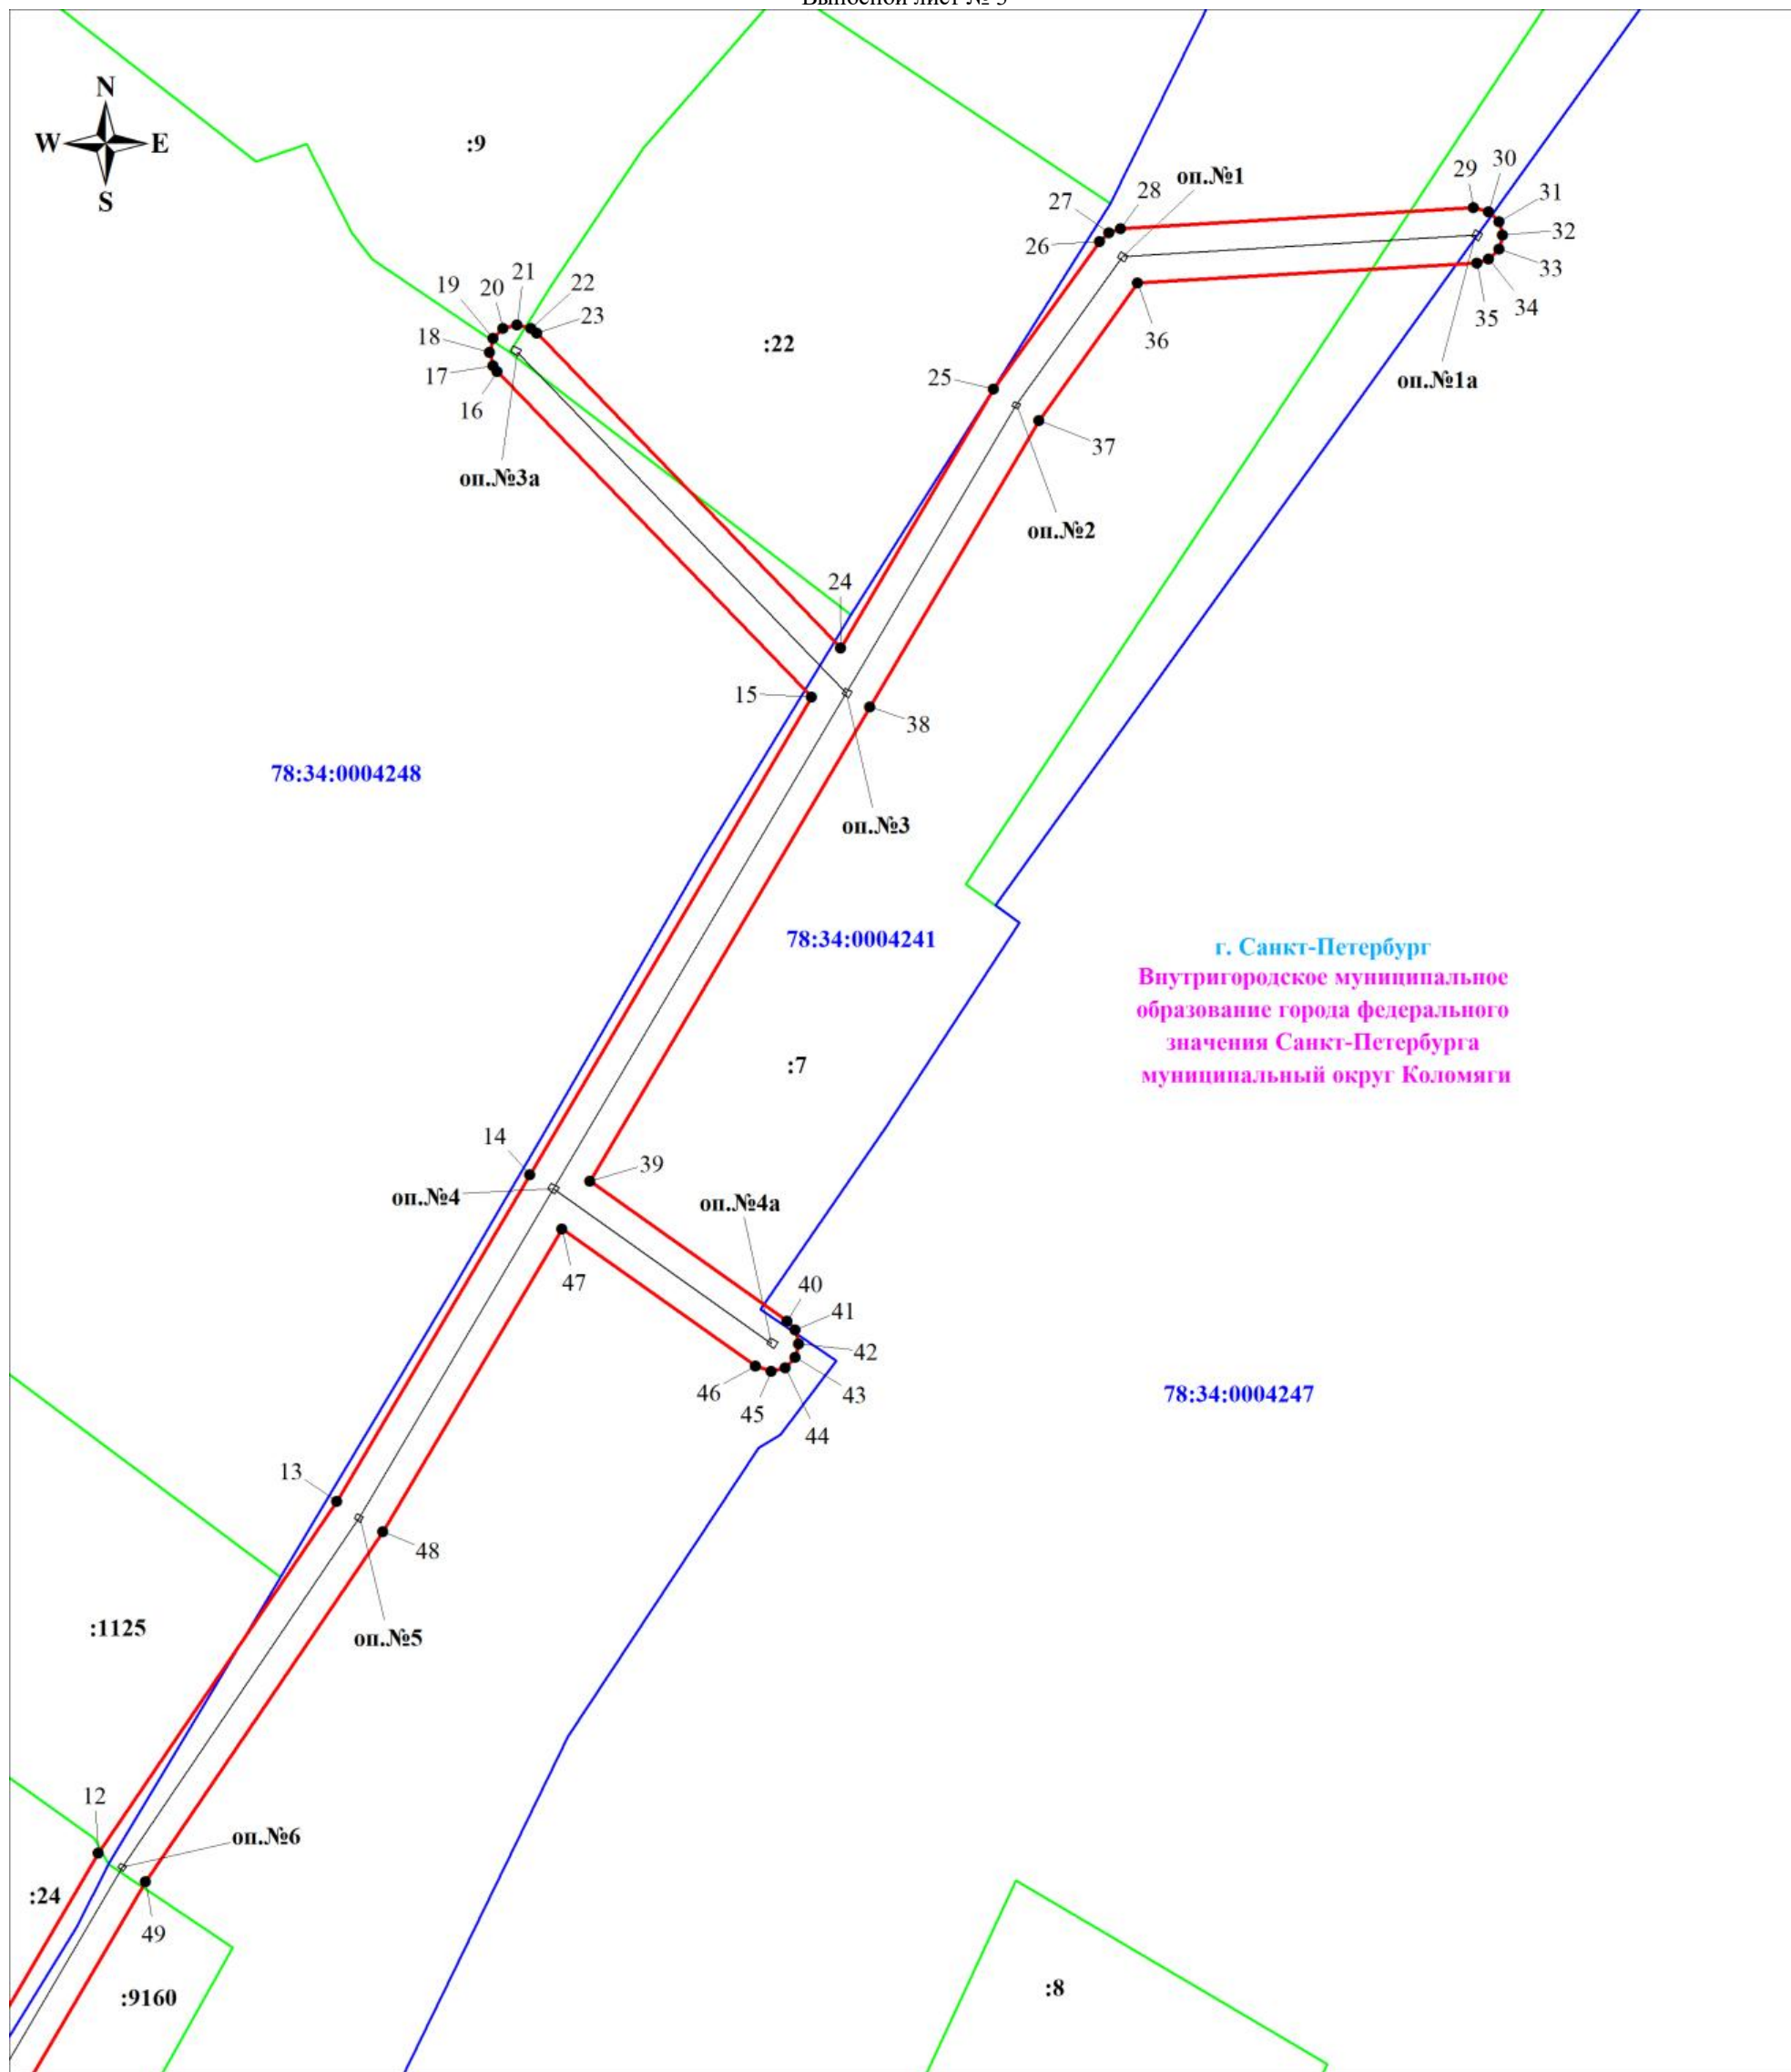 Выносной лист № 3
N
W E
S
:9
29
30
оп.№1
31
27
28
32
26
33
21
19
20
22
23
34
35
18
:22
36
17
25
оп.№1а
16
37
оп.№3а
оп.№2
24
15
38
78:34:0004248
оп.№3
78:34:0004241
г. Санкт-Петербург
Внутригородское муниципальное
образование города федерального
значения Санкт-Петербурга
муниципальный округ Коломяги
:7
14
39
оп.№4
оп.№4а
47
40
41
42
46
43
78:34:0004247
45
44
13
48
:1125
оп.№5
12
оп.№6
:24
49
:8
:9160